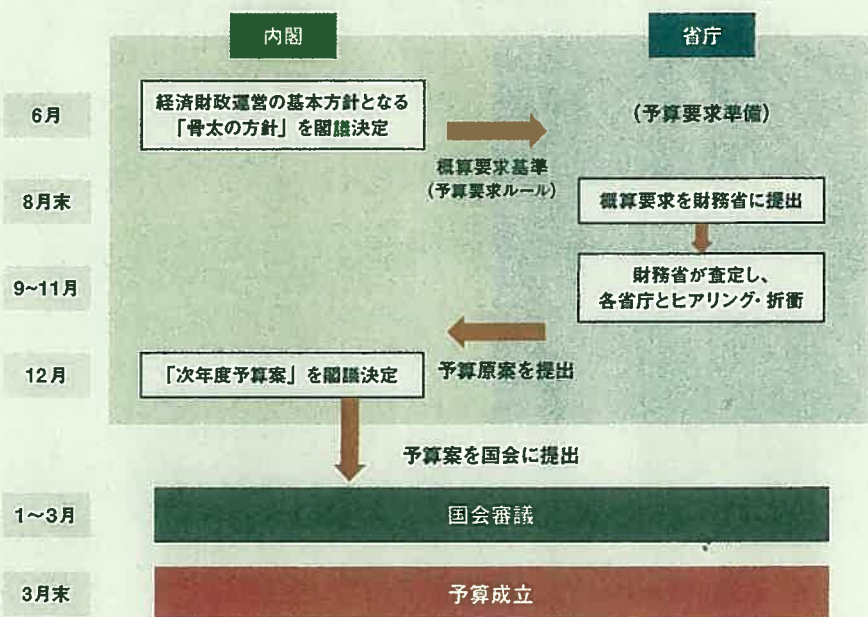 内閣
省庁
6月
経済財政運営の基本方針となる
「骨太の方針」を閣議決定
(予算要求準備)
概算要求基準
(予算要求ルール)
8月末
概算要求を財務省に提出
9~11月
財務省が査定し、
各省庁とヒアリング・折衝
予算原案を提出
12月
「次年度予算案」を閣議決定
予算案を国会に提出
1～3月
国会審議
3月末
予算成立